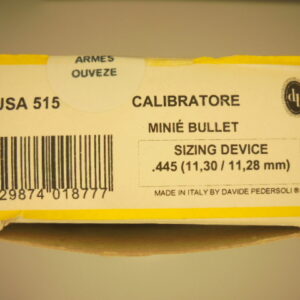 ARMES
OUVEZE
USA 515
CALIBRATORE
MINIÉ BULLET
SIZING DEVICE
.445 (11,30 / 11,28 mm)
29874 018777
MADE IN ITALY BY DAVIDE PEDERSOLI ®